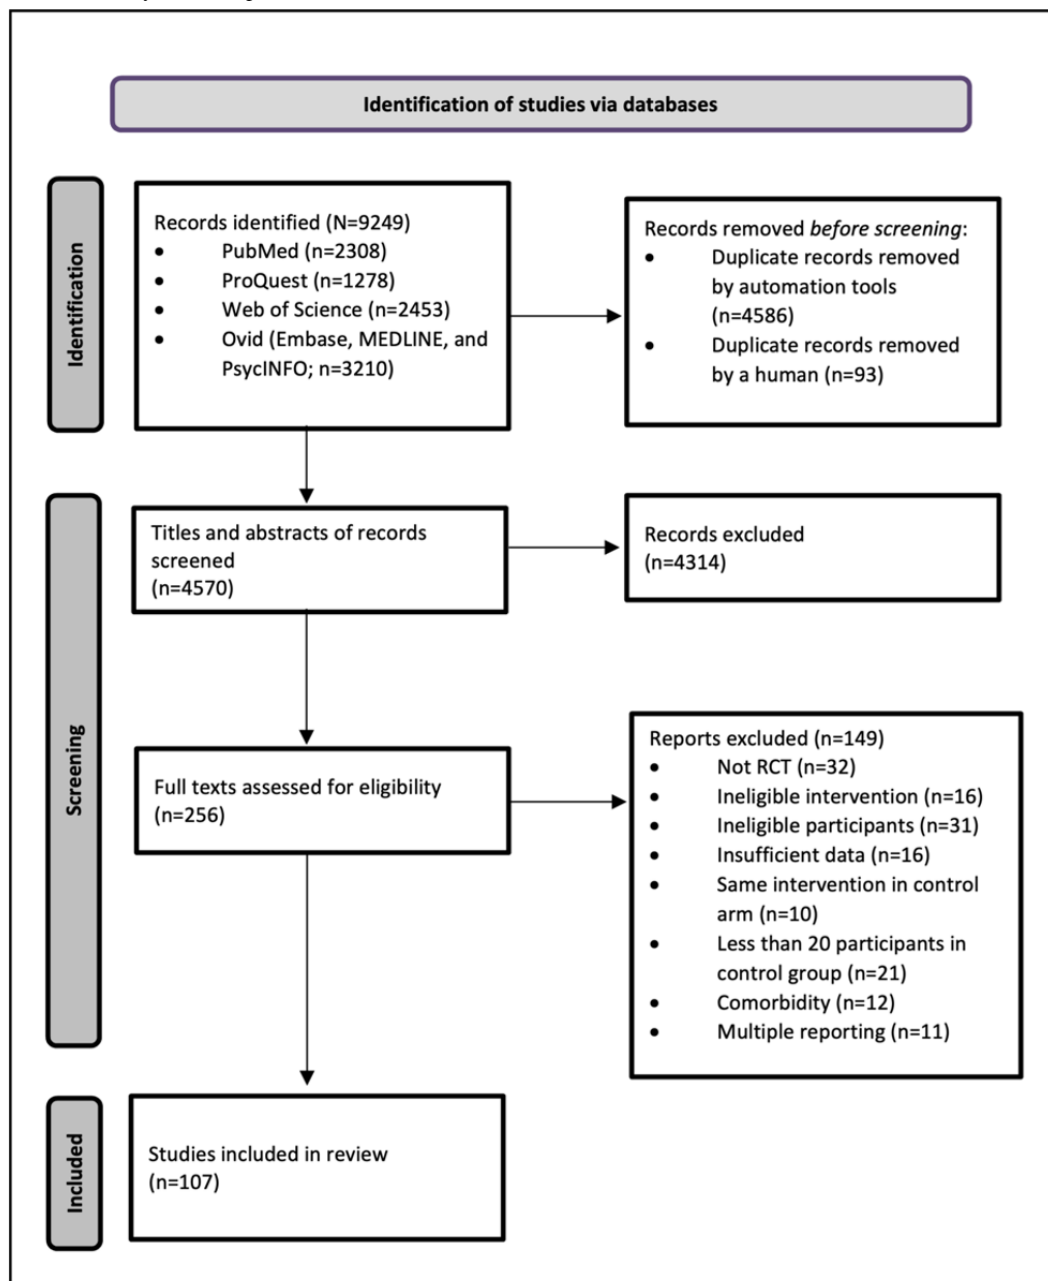 Identification of studies via databases
Identification
Records identified (N=9249)
• PubMed (n=2308)
• ProQuest (n=1278)
• Web of Science (n=2453)
• Ovid (Embase, MEDLINE, and
PsycINFO; n=3210)
Records removed before screening:
• Duplicate records removed
by automation tools
(n=4586)
• Duplicate records removed
by a human (n=93)
Screening
Titles and abstracts of records
screened
(n=4570)
Records excluded
(n=4314)
Full texts assessed for eligibility
(n=256)
Reports excluded (n=149)
• Not RCT (n=32)
• Ineligible intervention (n=16)
• Ineligible participants (n=31)
• Insufficient data (n=16)
• Same intervention in control
arm (n=10)
• Less than 20 participants in
control group (n=21)
• Comorbidity (n=12)
• Multiple reporting (n=11)
Included
Studies included in review
(n=107)